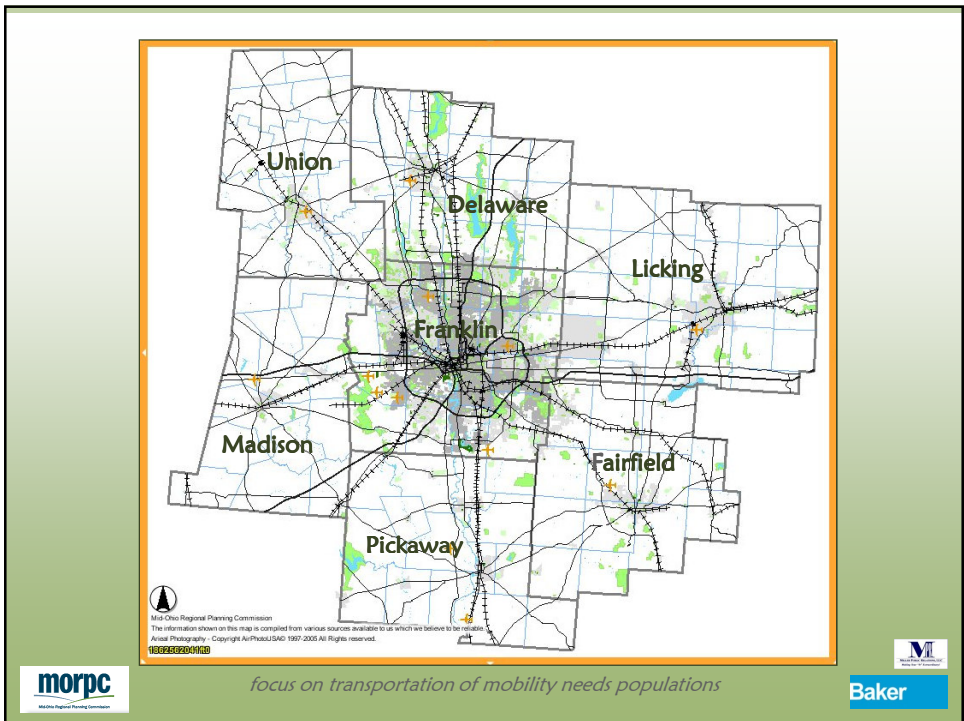 Union
Delaware
Licking
Franklin
Madison
Fairfield
Pickaway
Mid-Ohio Regional Planning Commission
The information shown on this map is compiled from various sources available to us which we believe to be reliable.
Arieal Photography - Copyright AirPhotoUSA© 1997-2005 All Rights reserved.
morpc
Mid-Ohio Regional Planning Commission
focus on transportation of mobility needs populations
Baker